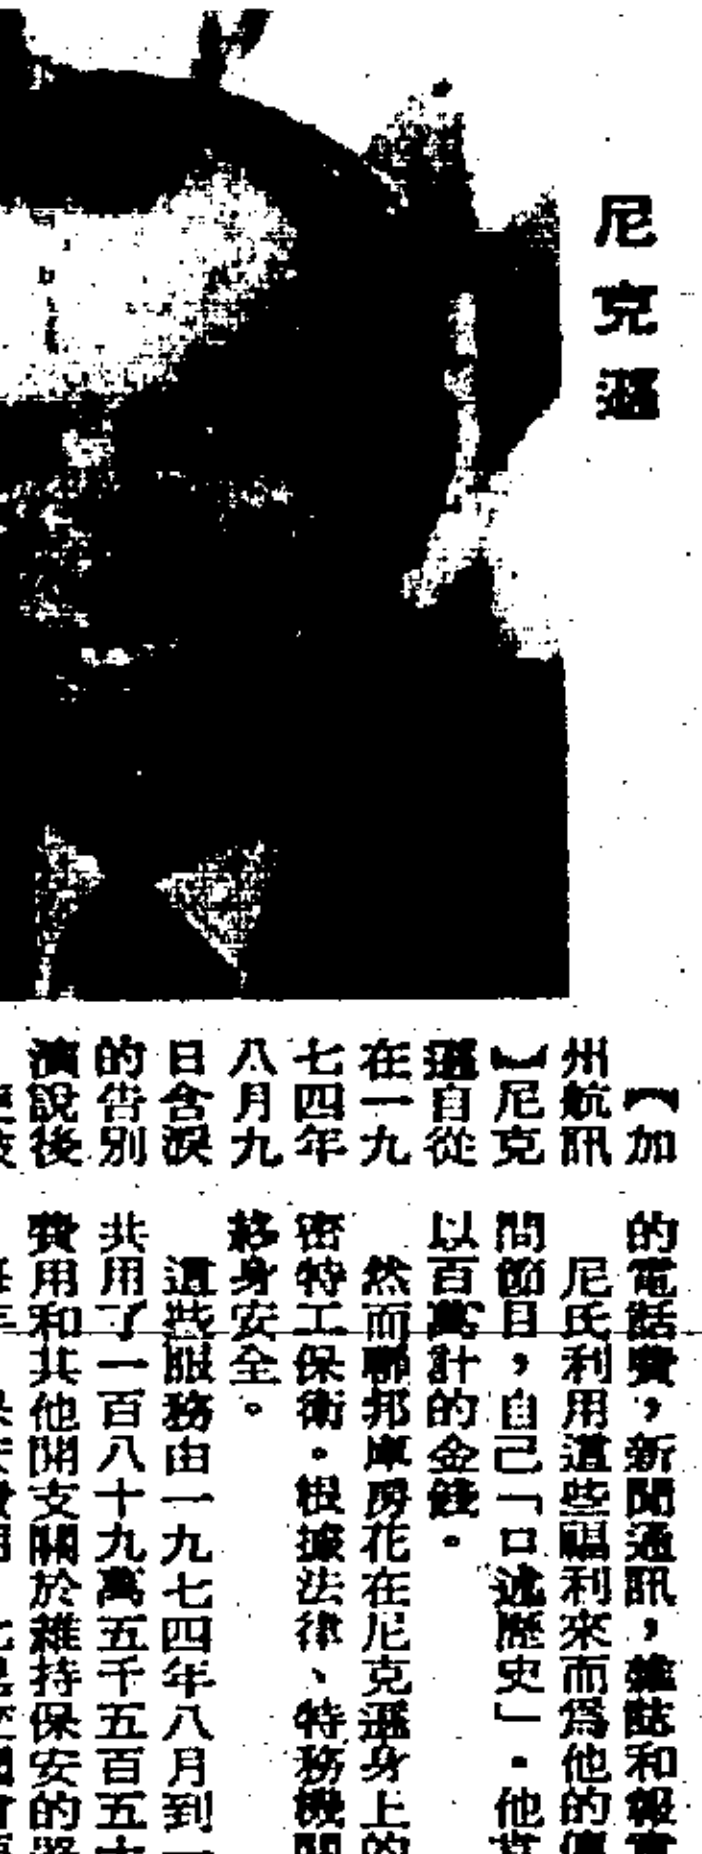 尼克遜
【加
州航訊
】尼克
遜自從
在一九
七四年
八月九
日含淚
的告別
演說後
的電話費，新聞通訊，雜誌和報
尼氏利用這些福利來而為他的傳
問節目，自己「口述歷史」。他
以百萬計的金錢。
然而聯邦庫房花在尼克遜身上的
密特工保衛。根據法律、特務機關
移身安全。
這些服務由一九七四年八月到一
共用了一百八十九萬五千五百五十
費用和其他開支關於維持保安的